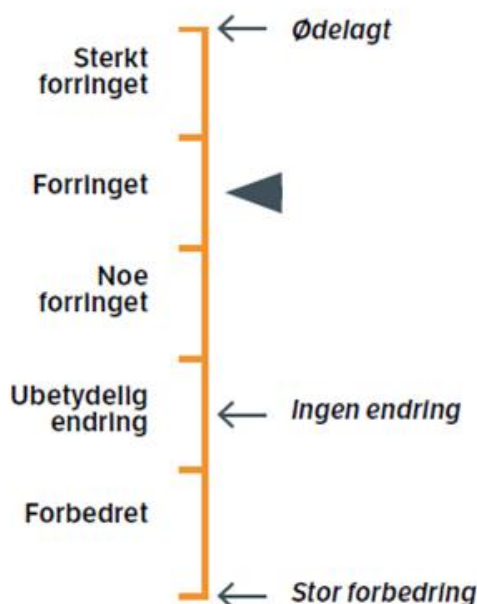 Ødelagt
Sterkt
forringet
Forringet
Noe
forringet
Ubetydelig
endring
Ingen endring
Forbedret
Stor forbedring